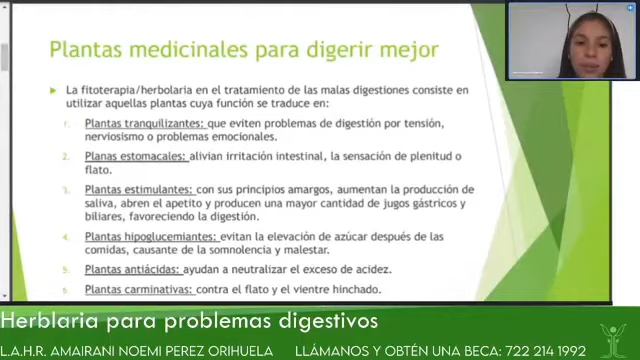 Plantas medicinales para digerir mejor
La fitoterapia/herbolaria en el tratamiento de las malas digestiones consiste en
utilizar aquellas plantas cuya función se traduce en:
1. Plantas tranquilizantes: que eviten problemas de digestión por tensión,
nerviosismo o problemas emocionales.
2. Planas estomacales: alivian irritación intestinal, la sensación de plenitud o
flato.
3. Plantas estimulantes: con sus principios amargos, aumentan la producción de
saliva, abren el apetito y producen una mayor cantidad de jugos gástricos y
biliares, favoreciendo la digestión.
4. Plantas hipoglucemiantes: evitan la elevación de azúcar después de las
comidas, causante de la somnolencia y malestar.
5. Plantas antiácidas: ayudan a neutralizar el exceso de acidez.
6. Plantas carminativas: contra el flato y el vientre hinchado.
Herblaria para problemas digestivos
L.A.H.R. AMAIRANI NOEMI PEREZ ORIHUELA LLÁMANOS Y OBTÉN UNA BECA: 722 214 1992